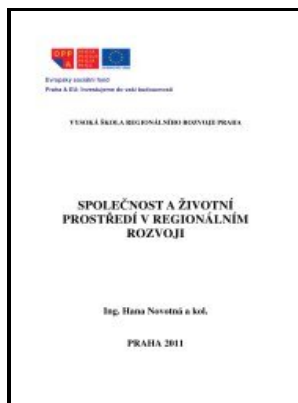 OPP
A
Evropský sociální fond
Praha & EU: Investujeme do vaší budoucnosti
VYSOKÁ ŠKOLA REGIONÁLNÍHO ROZVOJE PRAHA
SPOLEČNOST A ŽIVOTNÍ
PROSTŘEDÍ V REGIONÁLNÍM
ROZVOJI
Ing. Hana Novotná a kol.
PRAHA 2011